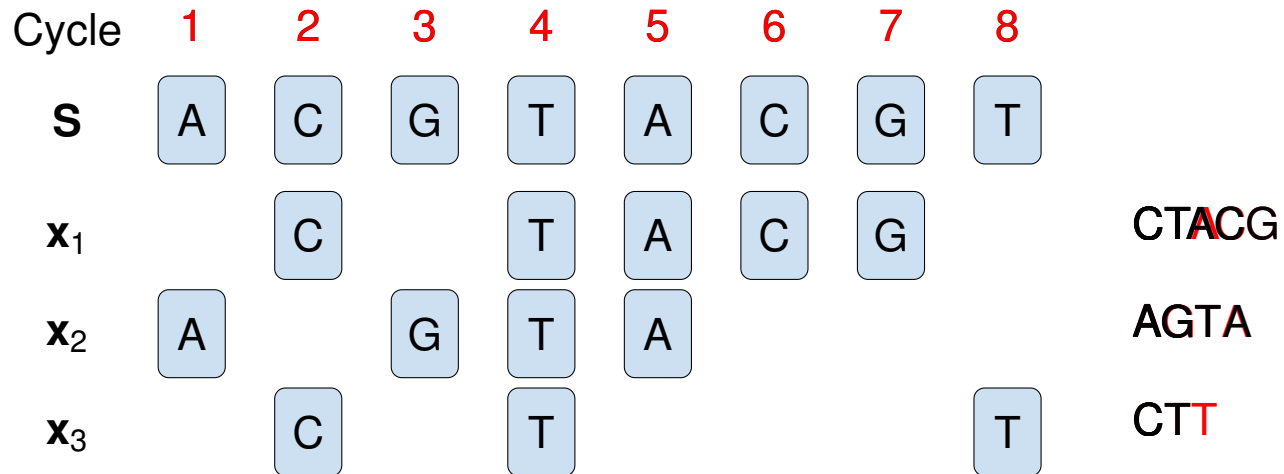 Cycle 1 2 3 4 5 6 7 8
S A C G T A C G T
x₁ C T A C G CTACG
x₂ A G T A AGTA
x₃ C T T CTT